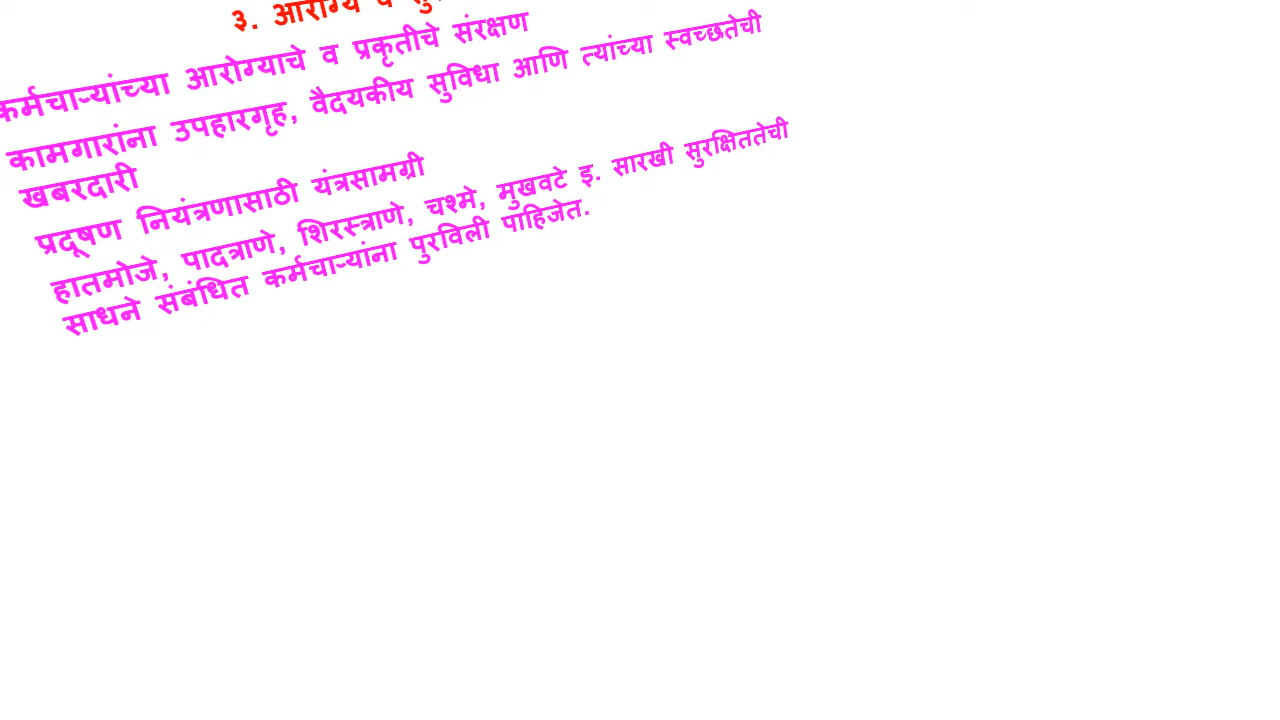 ३. आरोग्य व
कर्मचाऱ्यांच्या आरोग्याचे व प्रकृतीचे संरक्षण
कामगारांना उपहारगृह, वैदयकीय सुविधा आणि त्यांच्या स्वच्छतेची
खबरदारी
प्रदूषण नियंत्रणासाठी यंत्रसामग्री
हातमोजे, पादत्राणे, शिरस्त्राणे, चश्मे, मुखवटे इ. सारखी सुरक्षिततेची
साधने संबंधित कर्मचाऱ्यांना पुरविली पाहिजेत.